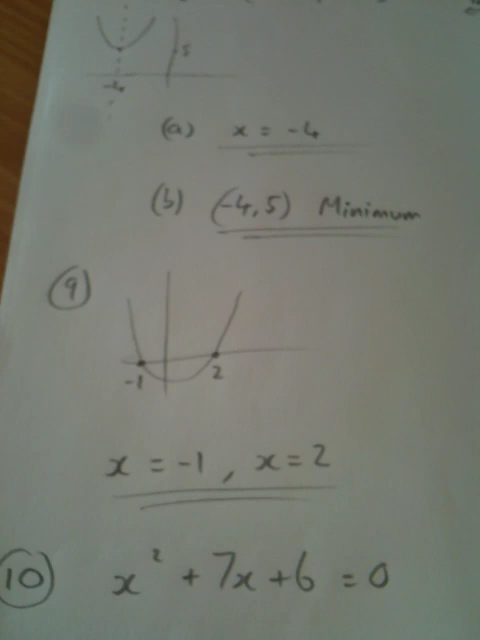 5
-4
(a) x = -4
(b) (-4, 5) Minimum
9
-1 2
x = -1, x = 2
10 x² + 7x + 6 = 0